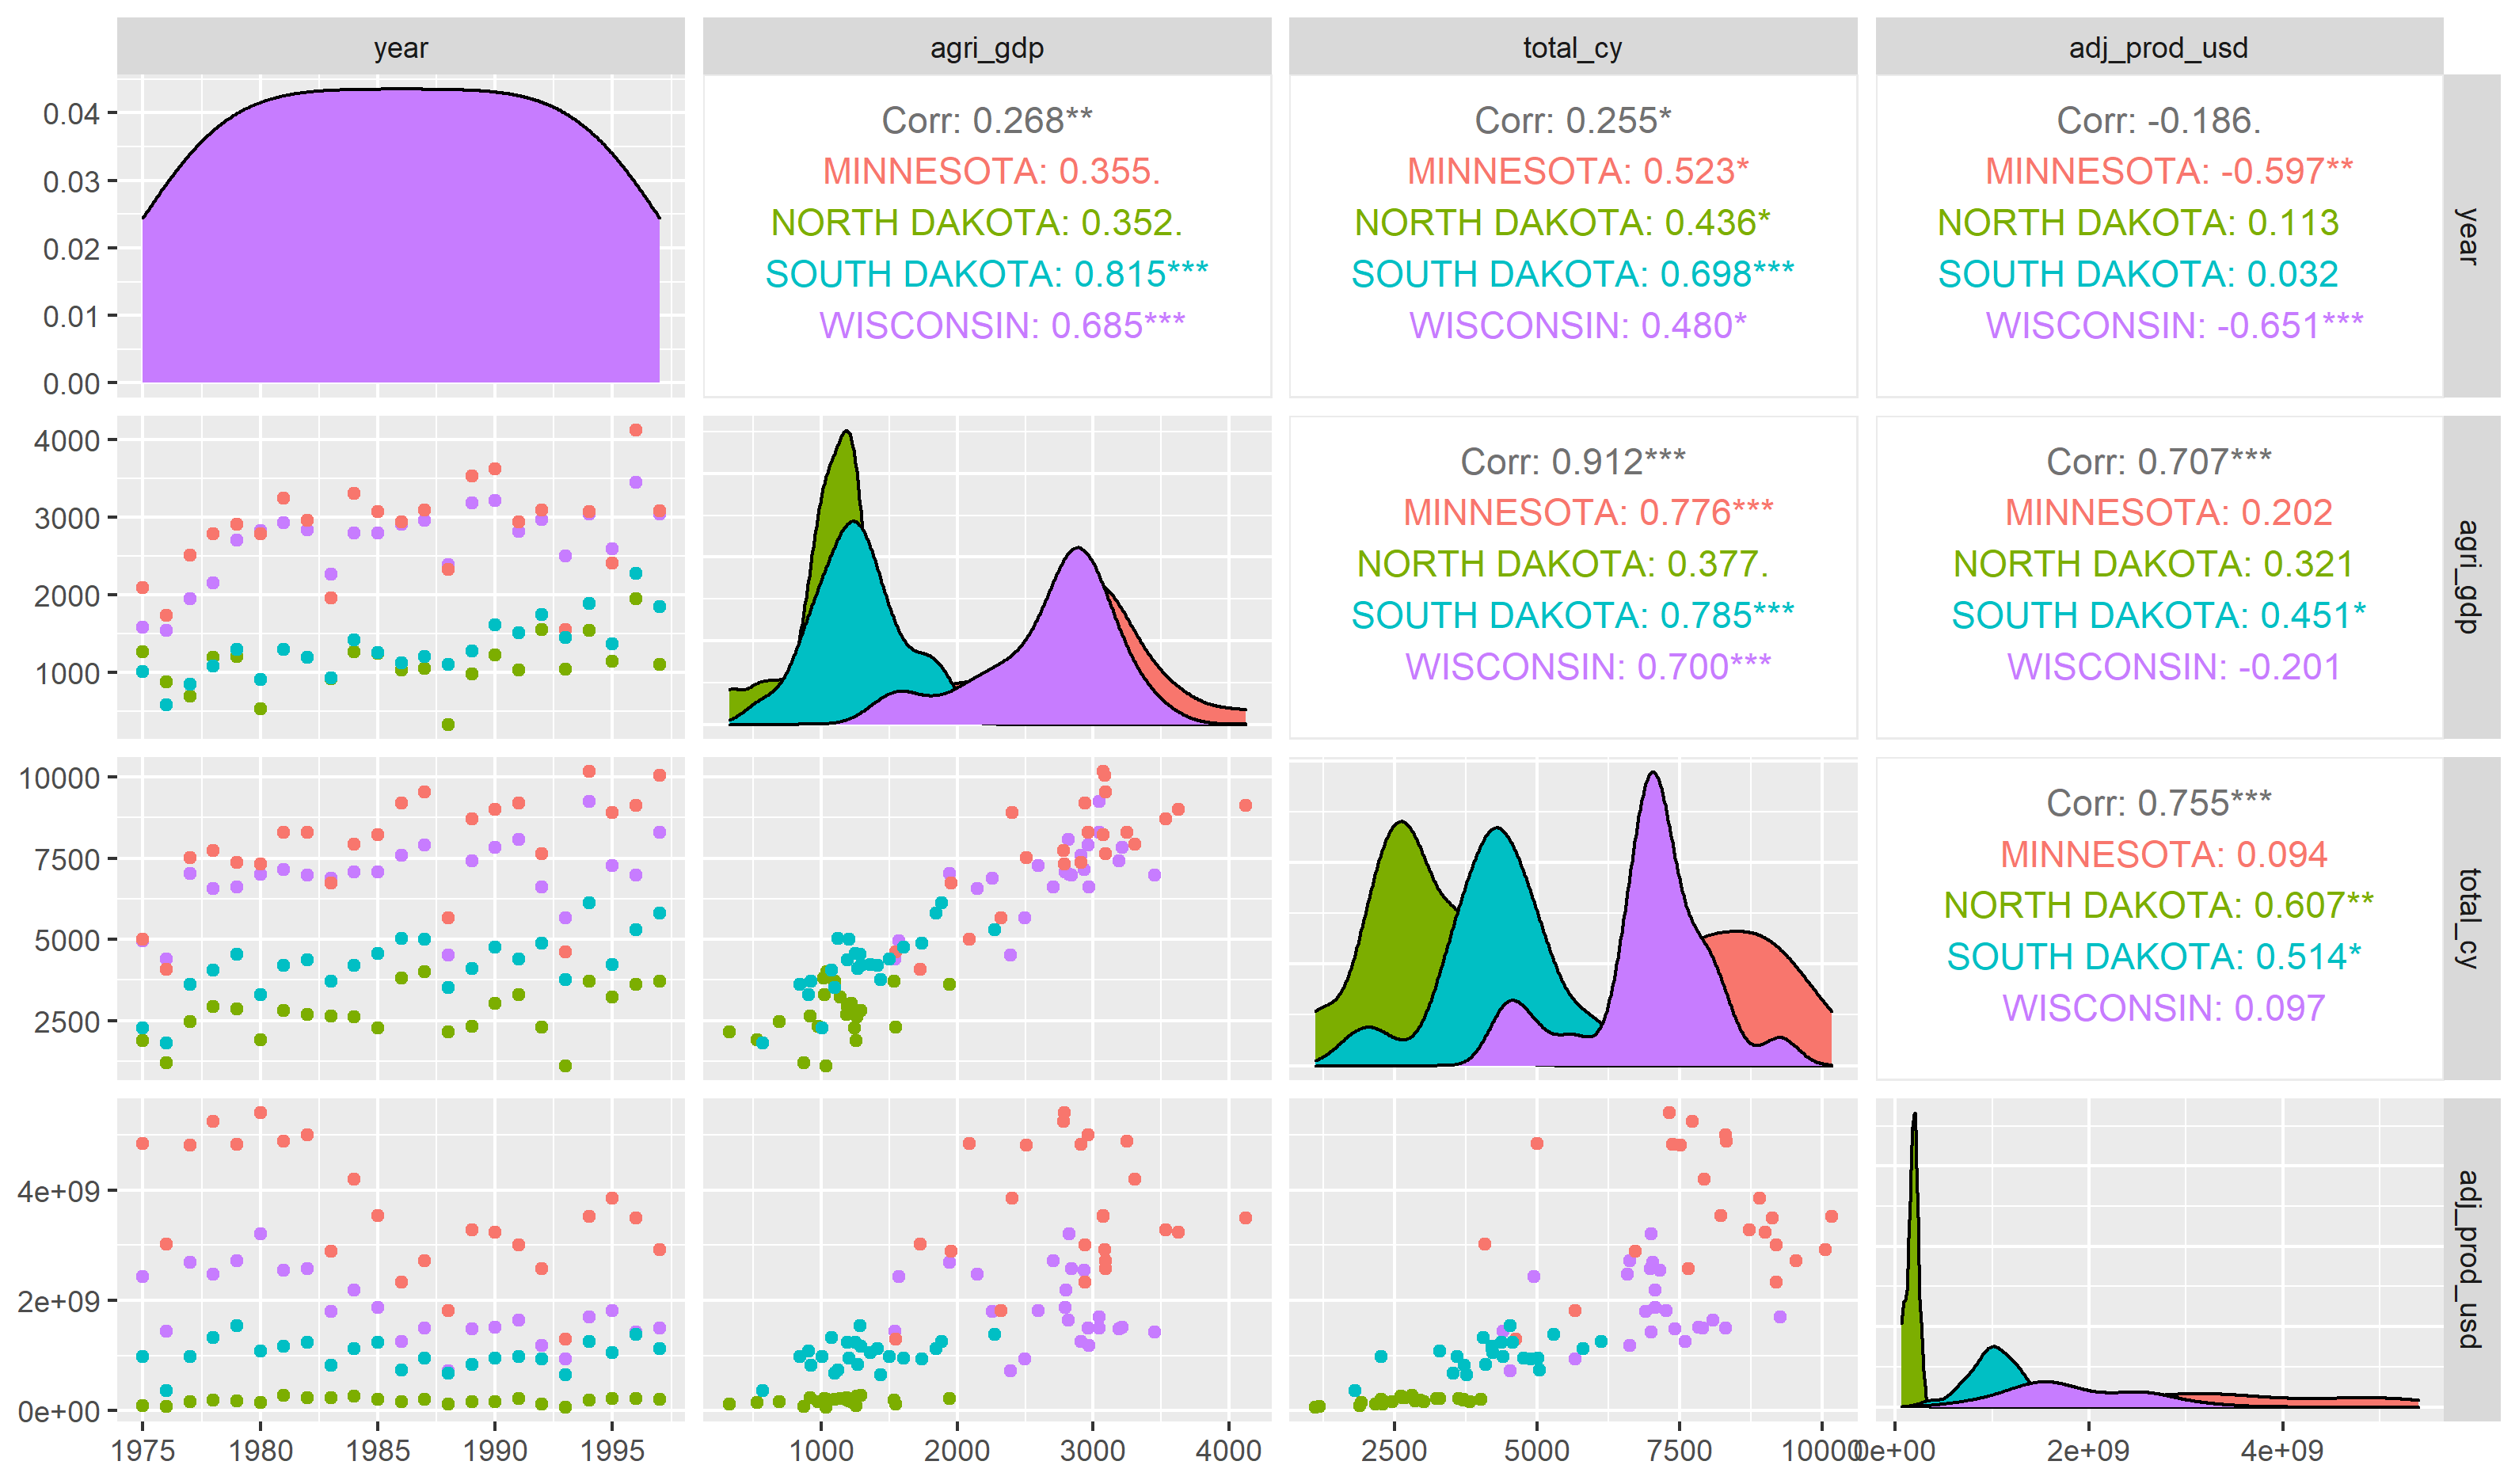 year
agri_gdp
total_cy
adj_prod_usd
0.04
0.03
0.02
0.01
0.00
Corr: 0.268**
MINNESOTA: 0.355.
NORTH DAKOTA: 0.352.
SOUTH DAKOTA: 0.815***
WISCONSIN: 0.685***
Corr: 0.255*
MINNESOTA: 0.523*
NORTH DAKOTA: 0.436*
SOUTH DAKOTA: 0.698***
WISCONSIN: 0.480*
Corr: -0.186.
MINNESOTA: -0.597**
NORTH DAKOTA: 0.113
SOUTH DAKOTA: 0.032
WISCONSIN: -0.651***
year
4000
3000
2000
1000
Corr: 0.912***
MINNESOTA: 0.776***
NORTH DAKOTA: 0.377.
SOUTH DAKOTA: 0.785***
WISCONSIN: 0.700***
Corr: 0.707***
MINNESOTA: 0.202
NORTH DAKOTA: 0.321
SOUTH DAKOTA: 0.451*
WISCONSIN: -0.201
agri_gdp
10000
7500
5000
2500
Corr: 0.755***
MINNESOTA: 0.094
NORTH DAKOTA: 0.607**
SOUTH DAKOTA: 0.514*
WISCONSIN: 0.097
total_cy
4e+09
2e+09
0e+00
adj_prod_usd
1975 1980 1985 1990 1995
1000 2000 3000 4000
2500 5000 7500 10000
0e+00 2e+09 4e+09